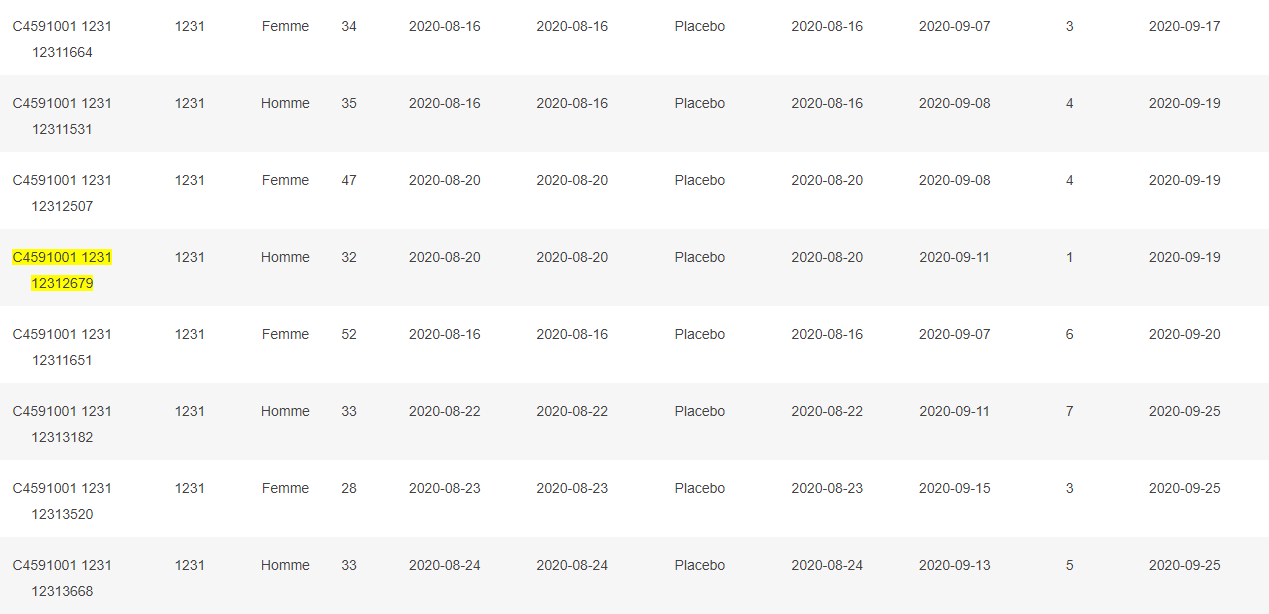 C4591001 1231 1231 Femme 34 2020-08-16 2020-08-16 Placebo 2020-08-16 2020-09-07 3 2020-09-17
12311664
C4591001 1231 1231 Homme 35 2020-08-16 2020-08-16 Placebo 2020-08-16 2020-09-08 4 2020-09-19
12311531
C4591001 1231 1231 Femme 47 2020-08-20 2020-08-20 Placebo 2020-08-20 2020-09-08 4 2020-09-19
12312507
C4591001 1231 1231 Homme 32 2020-08-20 2020-08-20 Placebo 2020-08-20 2020-09-11 1 2020-09-19
12312679
C4591001 1231 1231 Femme 52 2020-08-16 2020-08-16 Placebo 2020-08-16 2020-09-07 6 2020-09-20
12311651
C4591001 1231 1231 Homme 33 2020-08-22 2020-08-22 Placebo 2020-08-22 2020-09-11 7 2020-09-25
12313182
C4591001 1231 1231 Femme 28 2020-08-23 2020-08-23 Placebo 2020-08-23 2020-09-15 3 2020-09-25
12313520
C4591001 1231 1231 Homme 33 2020-08-24 2020-08-24 Placebo 2020-08-24 2020-09-13 5 2020-09-25
12313668